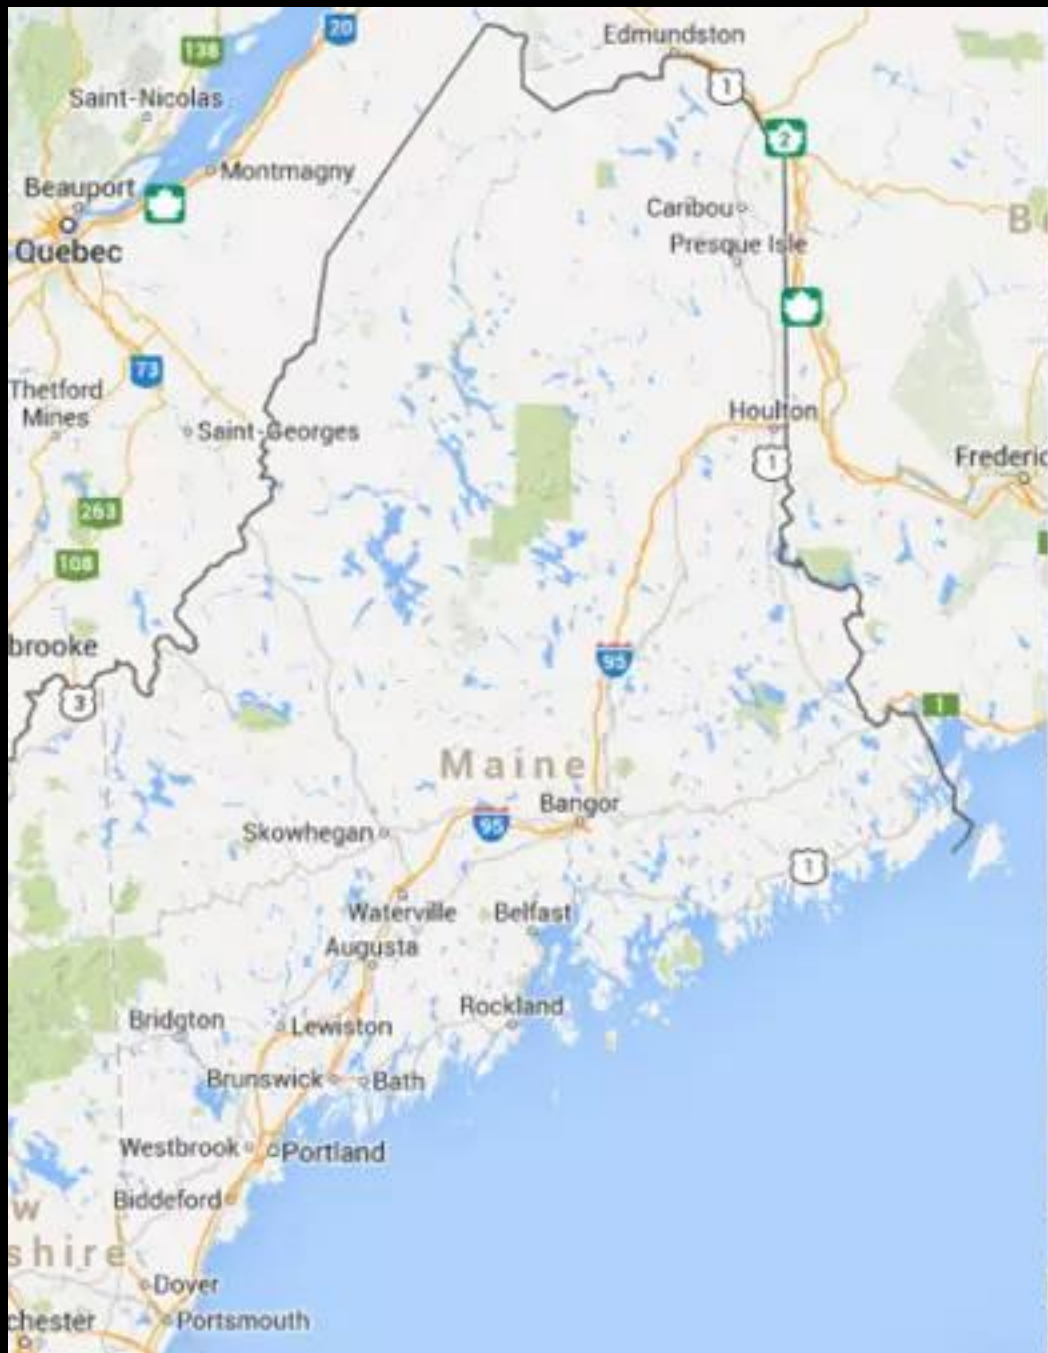 20
138
Edmundston
1
Saint-Nicolas
2
Montmagny
Beauport
Caribou
B
Presque Isle
Quebec
73
Thetford
Mines
Houlton
Saint-Georges
1
Frederic
263
108
brooke
95
3
1
Maine
Bangor
95
Skowhegan
1
Waterville
Belfast
Augusta
Rockland
Bridgton
Lewiston
Brunswick
Bath
Westbrook
Portland
Biddeford
w
shire
Dover
chester
Portsmouth